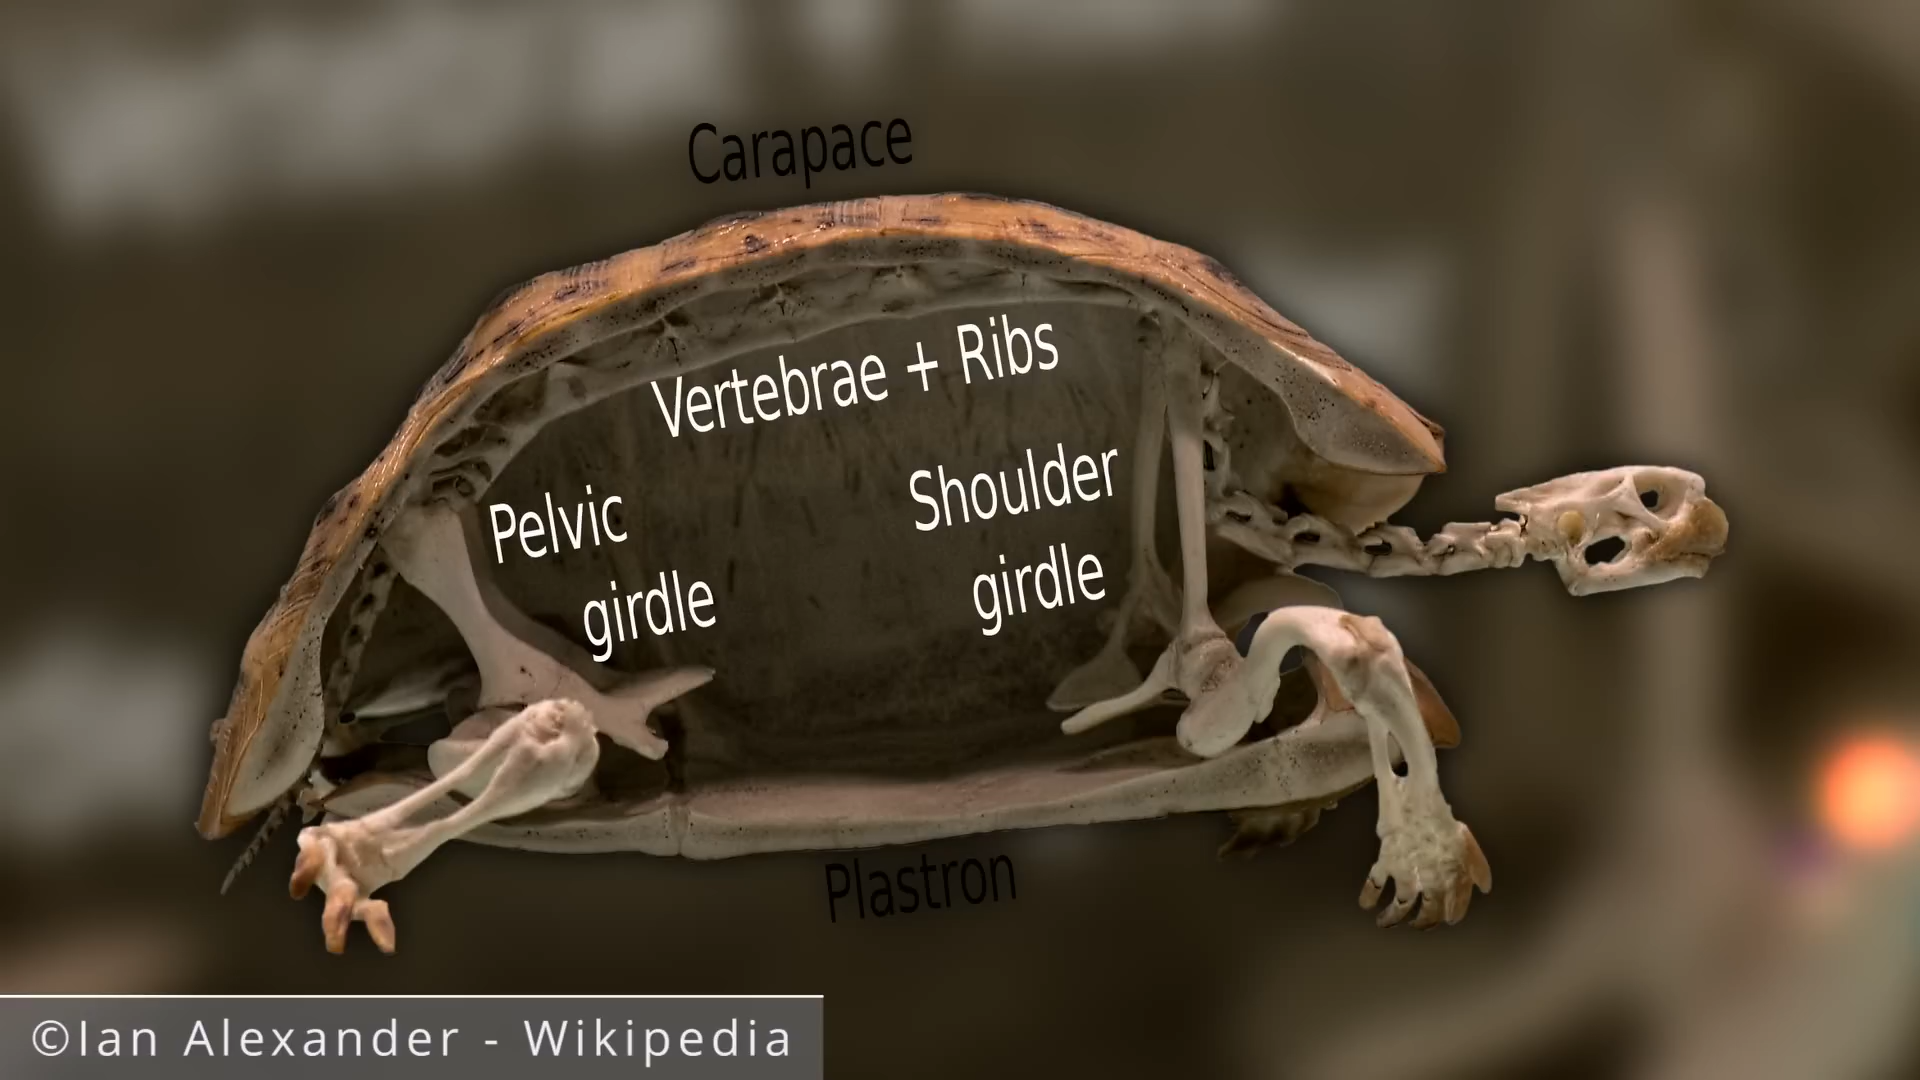 Carapace
Vertebrae + Ribs
Shoulder
girdle
Pelvic
girdle
Plastron
©Ian Alexander - Wikipedia